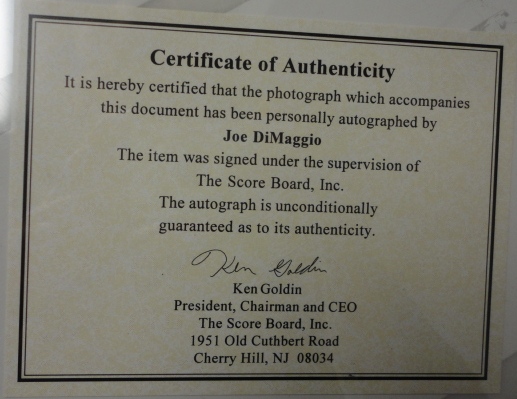 Certificate of Authenticity
It is hereby certified that the photograph which accompanies
this document has been personally autographed by
Joe DiMaggio
The item was signed under the supervision of
The Score Board, Inc.
The autograph is unconditionally
guaranteed as to its authenticity.
Ken Goldin
Ken Goldin
President, Chairman and CEO
The Score Board, Inc.
1951 Old Cuthbert Road
Cherry Hill, NJ 08034